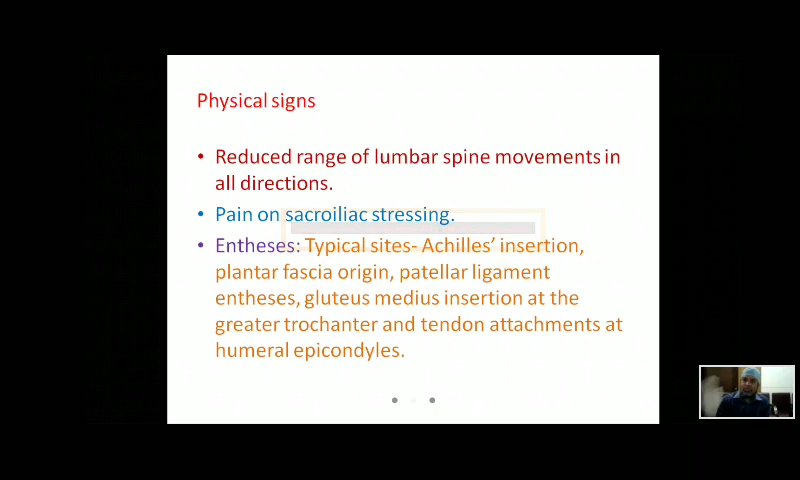 Physical signs
• Reduced range of lumbar spine movements in
all directions.
• Pain on sacroiliac stressing.
• Entheses: Typical sites- Achilles’ insertion,
plantar fascia origin, patellar ligament
entheses, gluteus medius insertion at the
greater trochanter and tendon attachments at
humeral epicondyles.